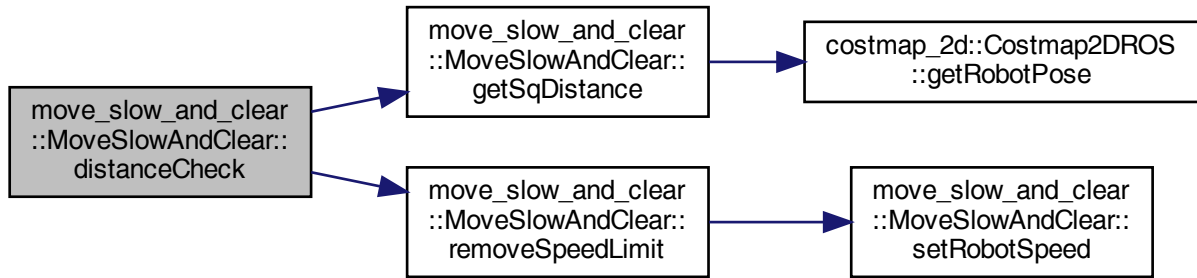 move_slow_and_clear
::MoveSlowAndClear::
distanceCheck
move_slow_and_clear
::MoveSlowAndClear::
getSqDistance
costmap_2d::Costmap2DROS
::getRobotPose
move_slow_and_clear
::MoveSlowAndClear::
removeSpeedLimit
move_slow_and_clear
::MoveSlowAndClear::
setRobotSpeed